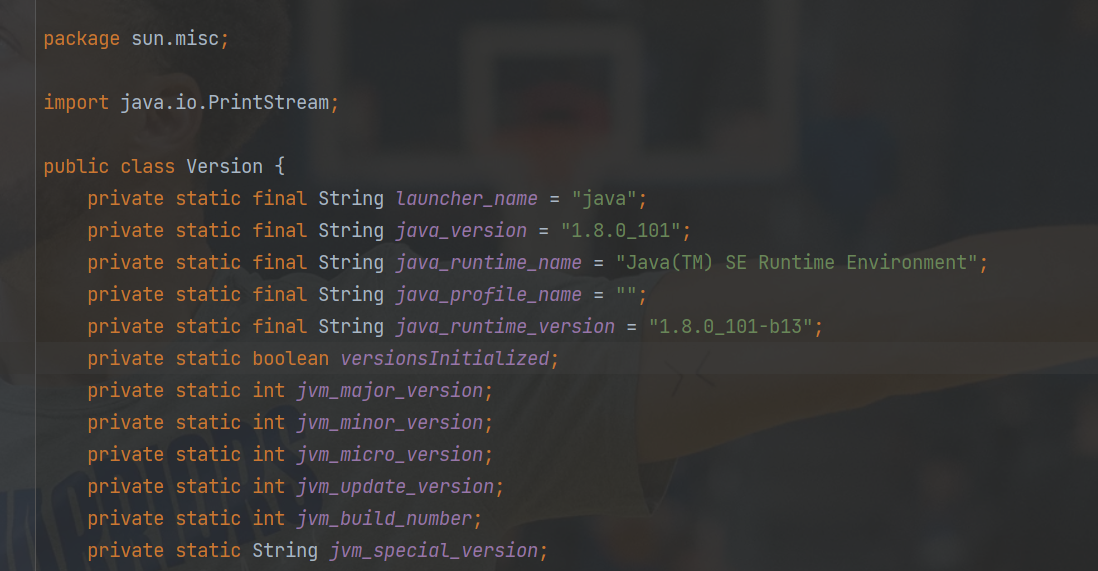 package sun.misc;
import java.io.PrintStream;
public class Version {
    private static final String launcher_name = "java";
    private static final String java_version = "1.8.0_101";
    private static final String java_runtime_name = "Java(TM) SE Runtime Environment";
    private static final String java_profile_name = "";
    private static final String java_runtime_version = "1.8.0_101-b13";
    private static boolean versionsInitialized;
    private static int jvm_major_version;
    private static int jvm_minor_version;
    private static int jvm_micro_version;
    private static int jvm_update_version;
    private static int jvm_build_number;
    private static String jvm_special_version;